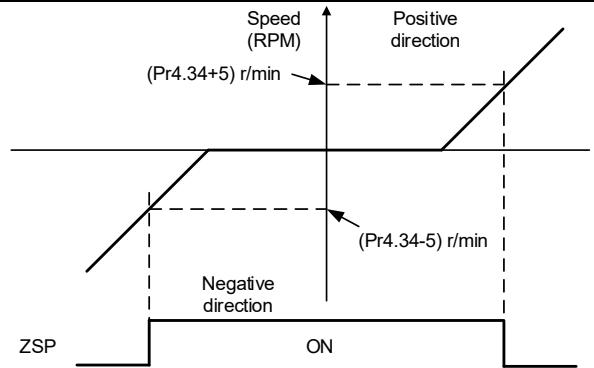 Speed
(RPM)
Positive
direction
(Pr4.34+5) r/min
(Pr4.34-5) r/min
Negative
direction
ZSP
ON